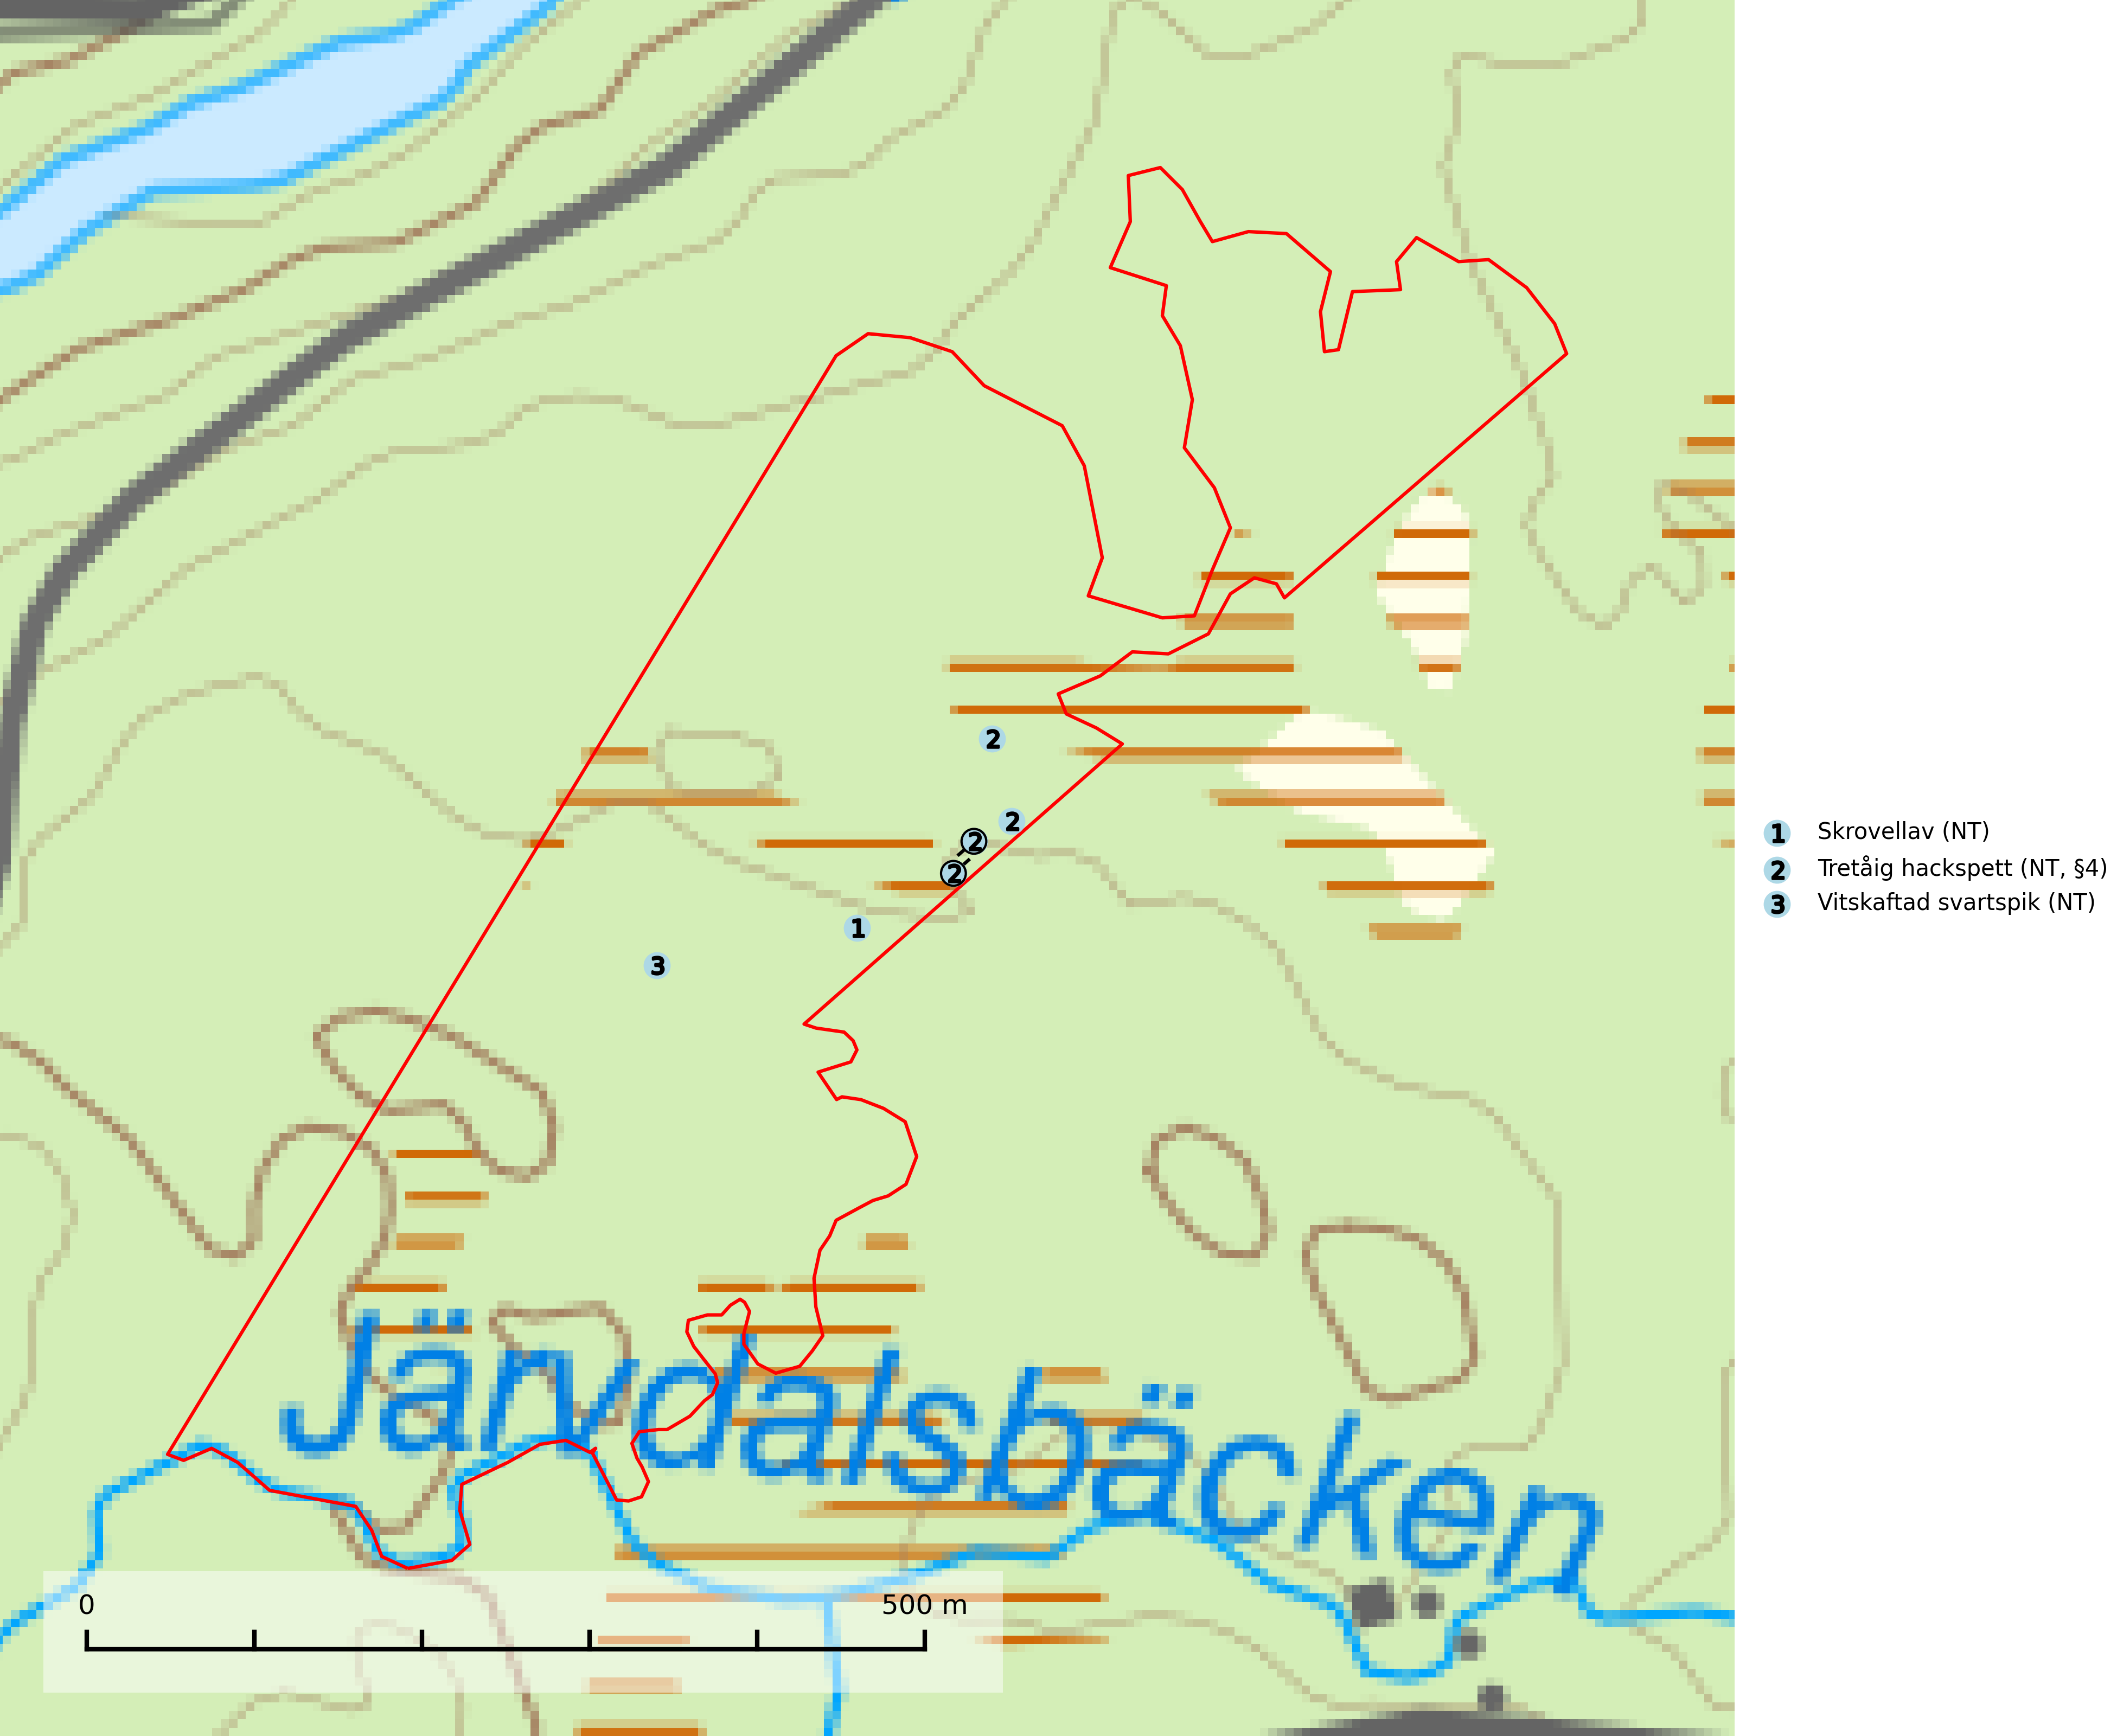 2
2
2
2
1
3
Järvdalsbäcken
0 500 m
1 Skrovellav (NT)
2 Tretåig hackspett (NT, §4)
3 Vitskaftad svartspik (NT)